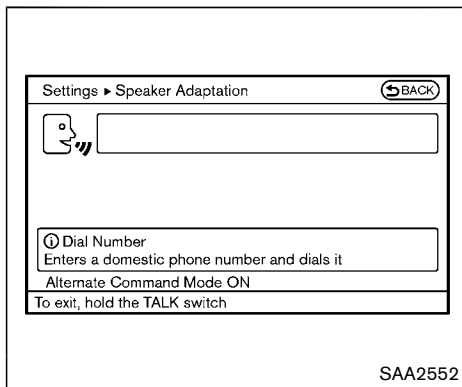 Settings ▸ Speaker Adaptation
BACK
Dial Number
Enters a domestic phone number and dials it
Alternate Command Mode ON
To exit, hold the TALK switch
SAA2552